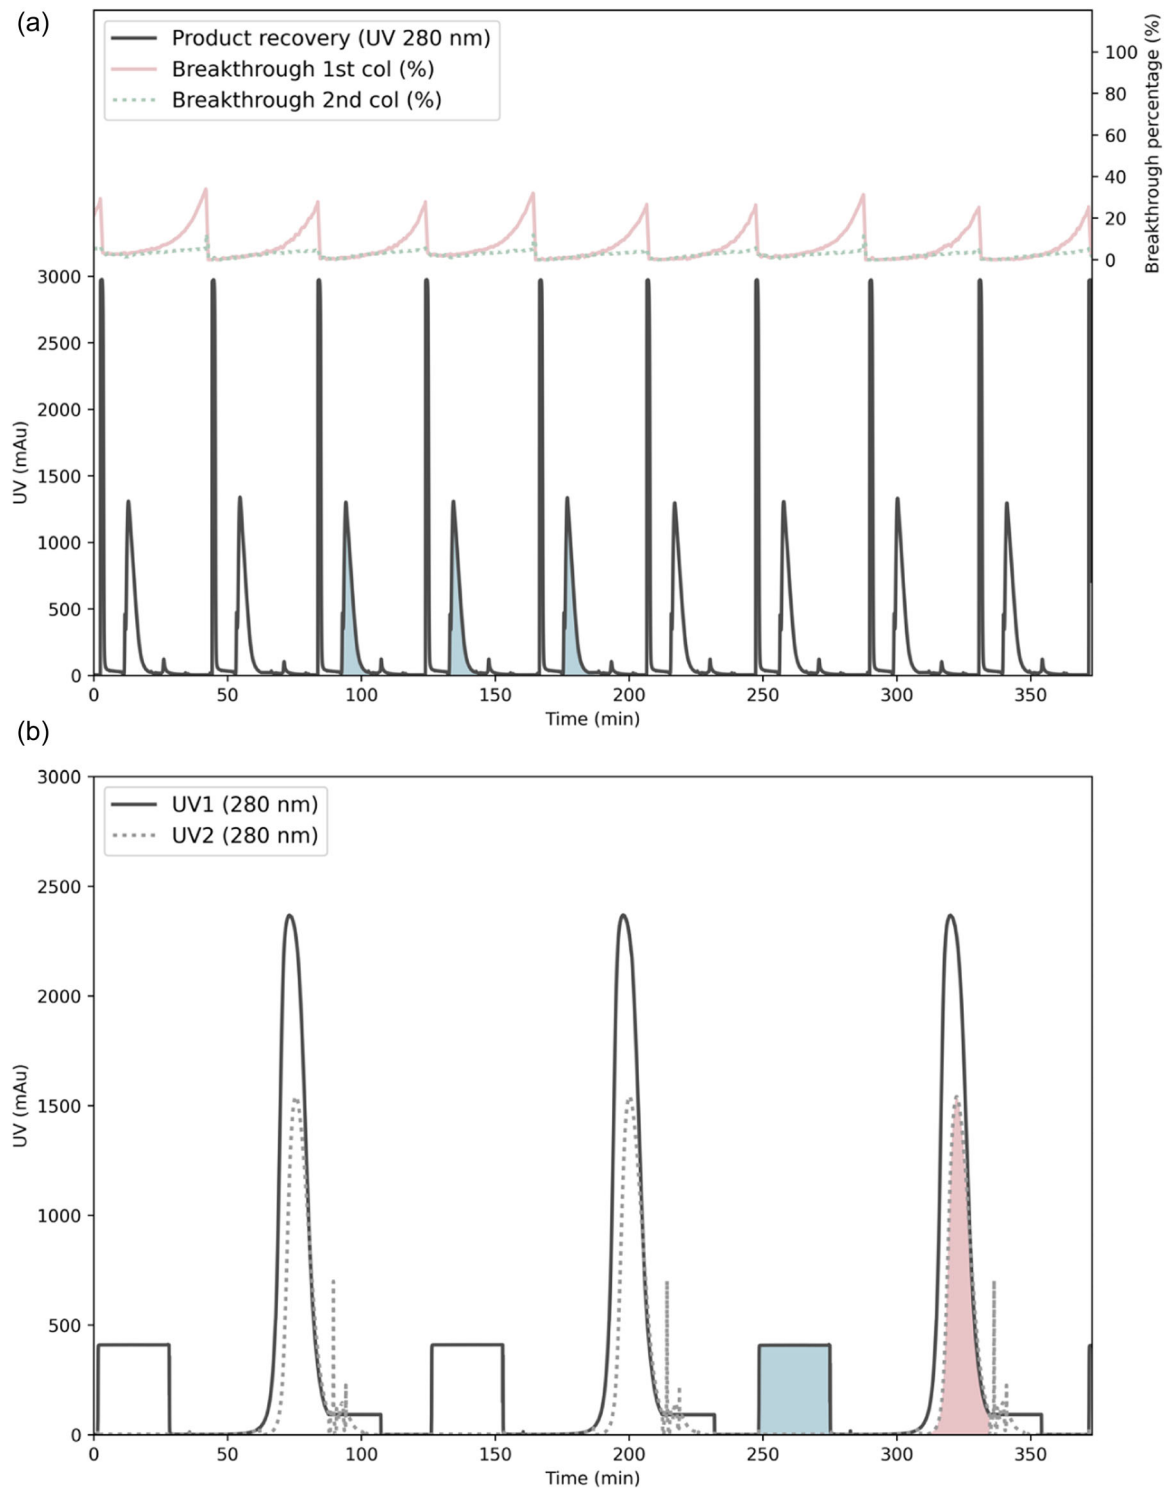 (a)
Product recovery (UV 280 nm)
Breakthrough 1st col (%)
Breakthrough 2nd col (%)
100
80
60
40
20
0
Breakthrough percentage (%)
3000
2500
2000
1500
1000
500
0
UV (mAu)
0 50 100 150 200 250 300 350
Time (min)
(b)
UV1 (280 nm)
UV2 (280 nm)
3000
2500
2000
1500
1000
500
0
UV (mAu)
0 50 100 150 200 250 300 350
Time (min)